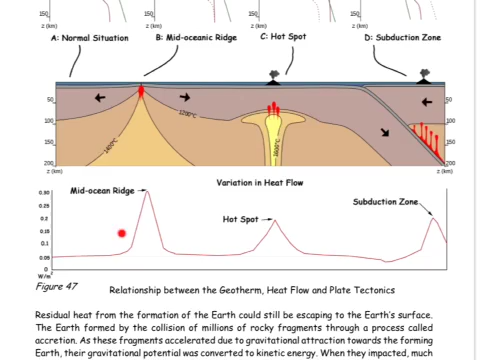 150 150 150 150
z (km) z (km) z (km) z (km)
A: Normal Situation B: Mid-oceanic Ridge C: Hot Spot D: Subduction Zone
50 50
100 100
150 150
200 200
z (km) z (km)
1200°C
1400°C
1600°C
Variation in Heat Flow
0.30
0.25
0.2
0.15
0.1
0.05
0
W/m²
Mid-ocean Ridge
Hot Spot
Subduction Zone
Figure 47 Relationship between the Geotherm, Heat Flow and Plate Tectonics
Residual heat from the formation of the Earth could still be escaping to the Earth's surface.
The Earth formed by the collision of millions of rocky fragments through a process called
accretion. As these fragments accelerated due to gravitational attraction towards the forming
Earth, their gravitational potential was converted to kinetic energy. When they impacted, much